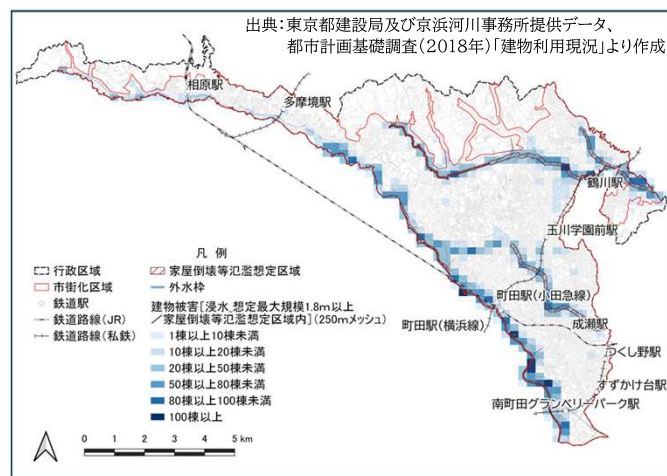 出典:東京都建設局及び京浜河川事務所提供データ、
都市計画基礎調査(2018年)「建物利用現況」より作成
相原駅
多摩境駅
鶴川駅
玉川学園前駅
町田駅(小田急線)
町田駅(横浜線)
成瀬駅
つくし野駅
すずかけ台駅
南町田グランベリーパーク駅
凡 例
行政区域
市街化区域
鉄道駅
鉄道路線(JR)
鉄道路線(私鉄)
家屋倒壊等氾濫想定区域
外水枠
建物被害[浸水_想定最大規模1.8m以上
/家屋倒壊等氾濫想定区域内](250mメッシュ)
1棟以上10棟未満
10棟以上20棟未満
20棟以上50棟未満
50棟以上80棟未満
80棟以上100棟未満
100棟以上
0 1 2 3 4 5 km